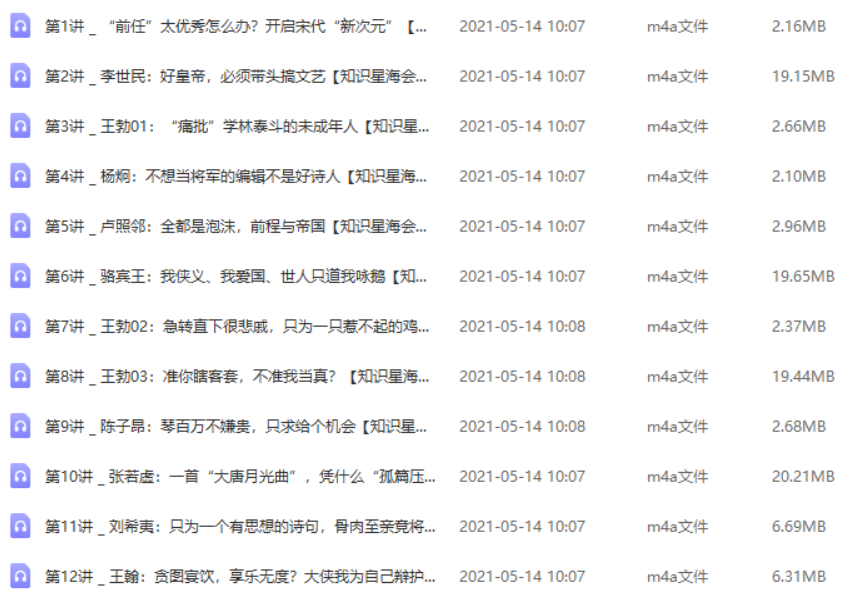 第1讲 _ “前任”太优秀怎么办？开启宋代“新次元”【... 2021-05-14 10:07 m4a文件 2.16MB
第2讲 _ 李世民：好皇帝，必须带头搞文艺【知识星海会... 2021-05-14 10:07 m4a文件 19.15MB
第3讲 _ 王勃01：“痛批”学林泰斗的未成年人【知识星... 2021-05-14 10:07 m4a文件 2.66MB
第4讲 _ 杨炯：不想当将军的编辑不是好诗人【知识星海... 2021-05-14 10:07 m4a文件 2.10MB
第5讲 _ 卢照邻：全都是泡沫，前程与帝国【知识星海会... 2021-05-14 10:07 m4a文件 2.96MB
第6讲 _ 骆宾王：我侠义、我爱国、世人只道我咏鹅【知... 2021-05-14 10:07 m4a文件 19.65MB
第7讲 _ 王勃02：急转直下很悲戚，只为一只惹不起的鸡... 2021-05-14 10:08 m4a文件 2.37MB
第8讲 _ 王勃03：准你瞎客套，不准我当真？【知识星海... 2021-05-14 10:08 m4a文件 19.44MB
第9讲 _ 陈子昂：琴百万不嫌贵，只求给个机会【知识星... 2021-05-14 10:08 m4a文件 2.68MB
第10讲 _ 张若虚：一首“大唐月光曲”，凭什么“孤篇压... 2021-05-14 10:07 m4a文件 20.21MB
第11讲 _ 刘希夷：只为一个有思想的诗句，骨肉至亲竟将... 2021-05-14 10:07 m4a文件 6.69MB
第12讲 _ 王翰：贪图宴饮，享乐无度？大侠我为自己辩护... 2021-05-14 10:07 m4a文件 6.31MB